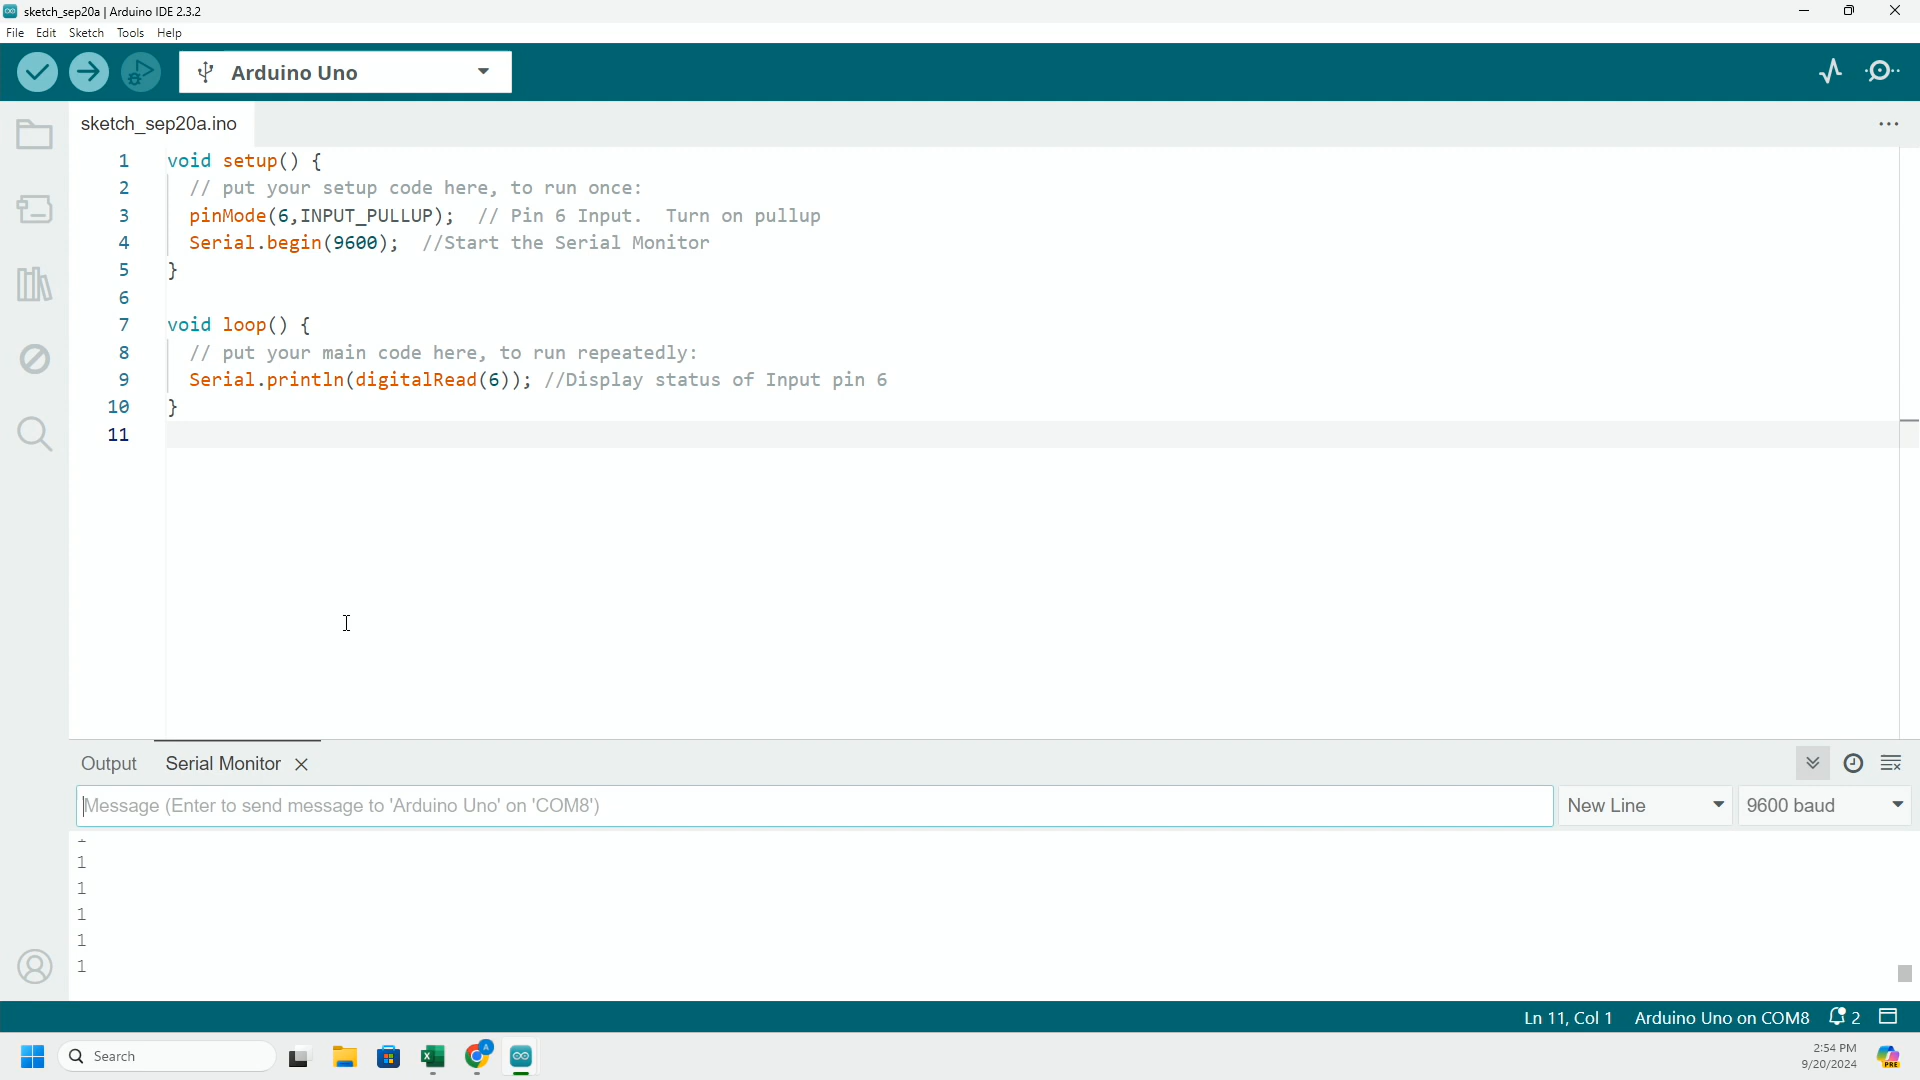 sketch_sep20a | Arduino IDE 2.3.2
File Edit Sketch Tools Help
Arduino Uno
sketch_sep20a.ino
1 void setup() {
2 // put your setup code here, to run once:
3 pinMode(6,INPUT_PULLUP); // Pin 6 Input. Turn on pullup
4 Serial.begin(9600); //Start the Serial Monitor
5 }
6
7 void loop() {
8 // put your main code here, to run repeatedly:
9 Serial.println(digitalRead(6)); //Display status of Input pin 6
10 }
11
Output Serial Monitor
Message (Enter to send message to 'Arduino Uno' on 'COM8') New Line 9600 baud
1
1
1
1
1
Ln 11, Col 1 Arduino Uno on COM8 2
Search
2:54 PM
9/20/2024
PRE